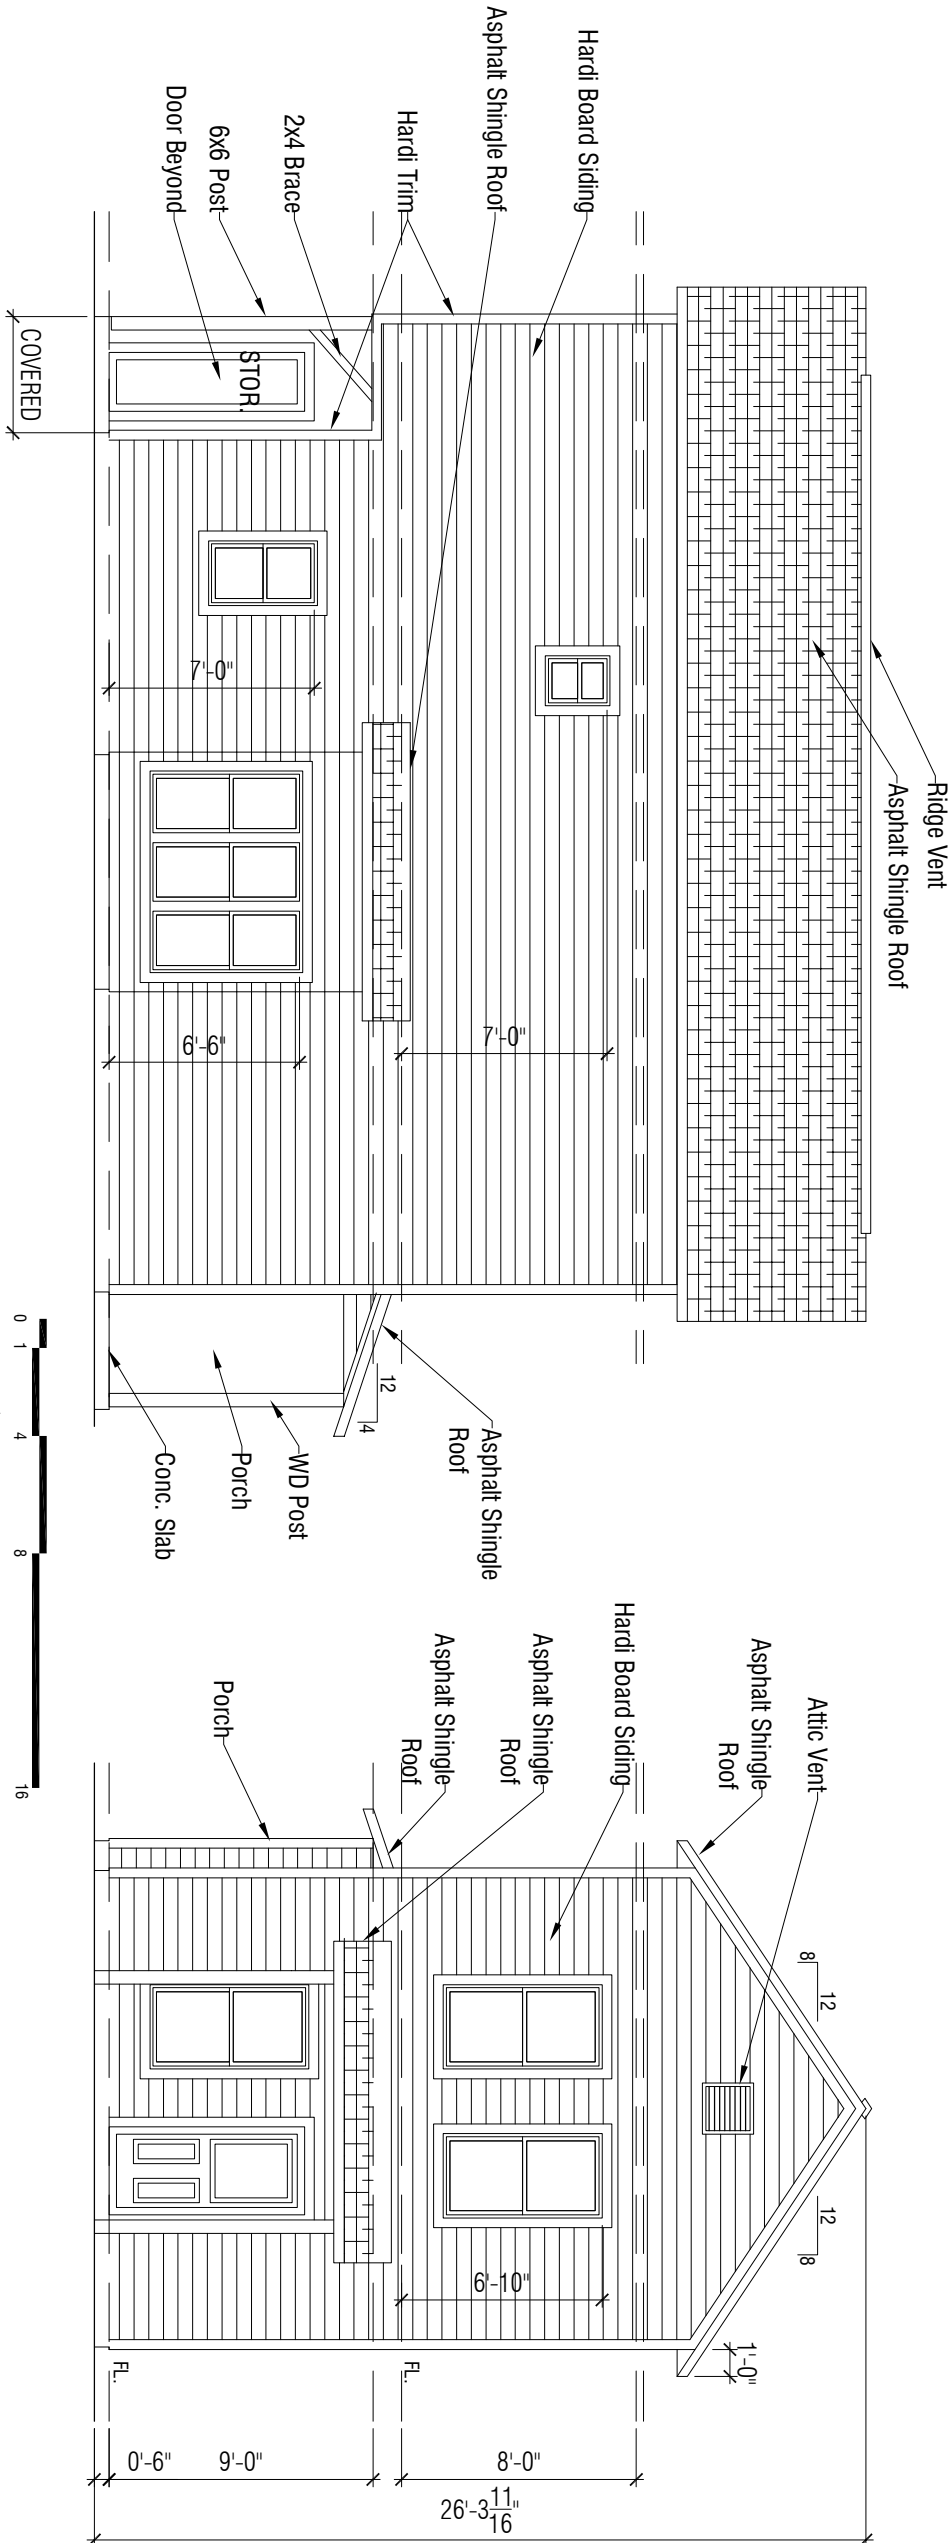 Ridge Vent
Asphalt Shingle Roof
Hardi Board Siding
Asphalt Shingle Roof
Hardi Trim
2x4 Brace
6x6 Post
Door Beyond
STOR.
COVERED
7'-0"
6'-6"
7'-0"
12
4
Asphalt Shingle
Roof
WD Post
Porch
Conc. Slab
0
1
4
8
16
Attic Vent
Asphalt Shingle
Roof
Hardi Board Siding
Asphalt Shingle
Roof
Asphalt Shingle
Roof
Porch
8
12
12
8
6'-10"
1'-0"
FL.
FL.
0'-6"
9'-0"
8'-0"
26'-3 11/16"